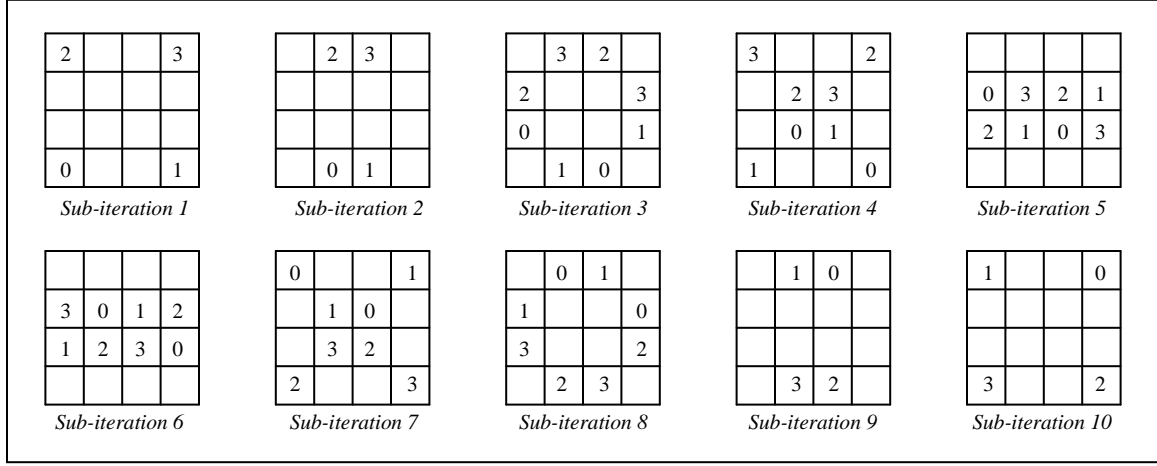 2 3 2 3 3 2 3 2
2 3 2 3 0 3 2 1
0 1 0 1 2 1 0 3
0 1 0 1 1 0 1 0
Sub-iteration 1 Sub-iteration 2 Sub-iteration 3 Sub-iteration 4 Sub-iteration 5
0 1 0 1 1 0 1 0
3 0 1 2 1 0 1 0
1 2 3 0 3 2 3 2
2 3 2 3 3 2 3 2
Sub-iteration 6 Sub-iteration 7 Sub-iteration 8 Sub-iteration 9 Sub-iteration 10